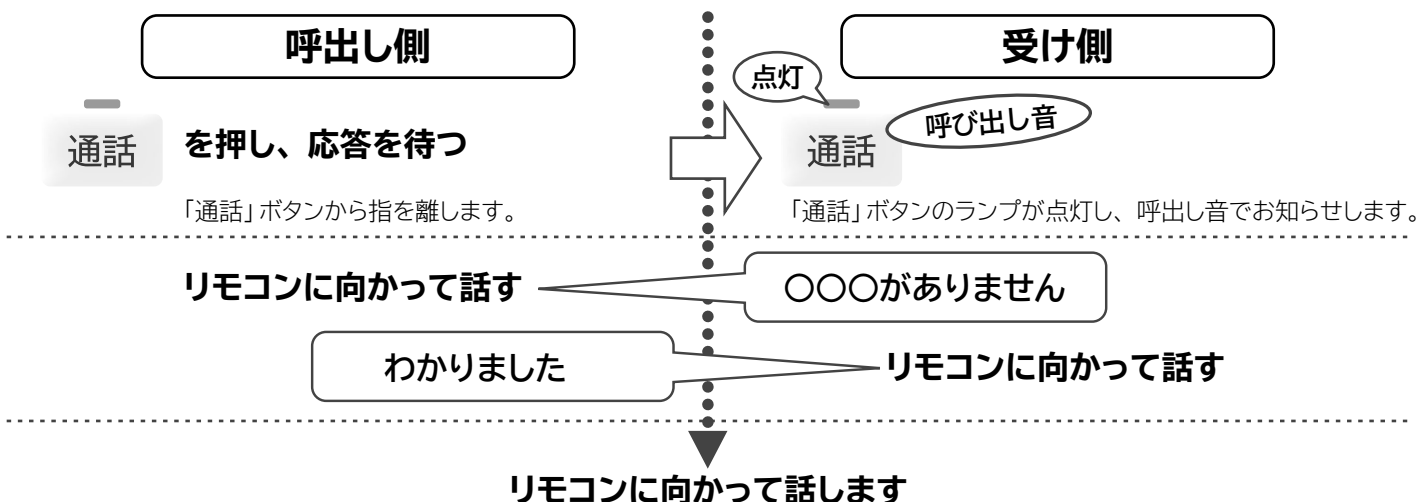 呼出し側
受け側
点灯
通話 を押し、応答を待つ
通話 呼び出し音
「通話」ボタンから指を離します。
「通話」ボタンのランプが点灯し、呼出し音でお知らせします。
リモコンに向かって話す
○○○がありません
わかりました
リモコンに向かって話す
リモコンに向かって話します